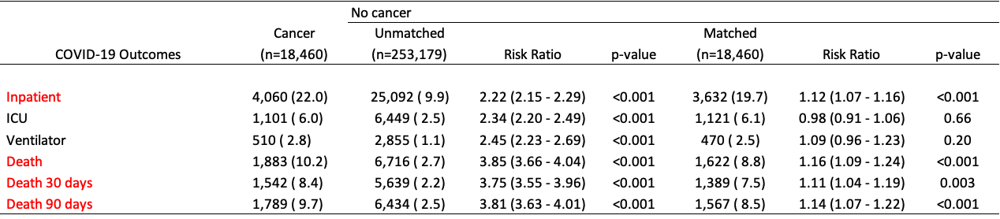 No cancer
Cancer Unmatched Matched
COVID-19 Outcomes (n=18,460) (n=253,179) Risk Ratio p-value (n=18,460) Risk Ratio p-value
Inpatient 4,060 (22.0) 25,092 ( 9.9) 2.22 (2.15 - 2.29) <0.001 3,632 (19.7) 1.12 (1.07 - 1.16) <0.001
ICU 1,101 ( 6.0) 6,449 ( 2.5) 2.34 (2.20 - 2.49) <0.001 1,121 ( 6.1) 0.98 (0.91 - 1.06) 0.66
Ventilator 510 ( 2.8) 2,855 ( 1.1) 2.45 (2.23 - 2.69) <0.001 470 ( 2.5) 1.09 (0.96 - 1.23) 0.20
Death 1,883 (10.2) 6,716 ( 2.7) 3.85 (3.66 - 4.04) <0.001 1,622 ( 8.8) 1.16 (1.09 - 1.24) <0.001
Death 30 days 1,542 ( 8.4) 5,639 ( 2.2) 3.75 (3.55 - 3.96) <0.001 1,389 ( 7.5) 1.11 (1.04 - 1.19) 0.003
Death 90 days 1,789 ( 9.7) 6,434 ( 2.5) 3.81 (3.63 - 4.01) <0.001 1,567 ( 8.5) 1.14 (1.07 - 1.22) <0.001